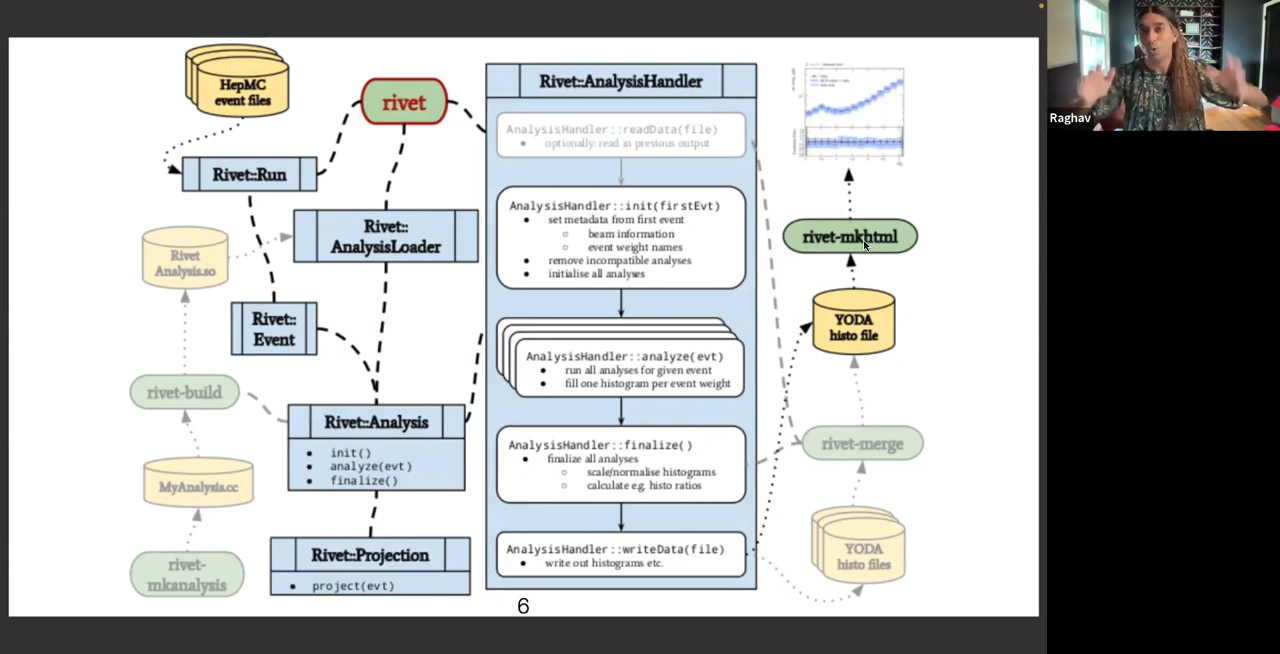 HepMC
event files
rivet
Rivet::Run
Rivet::
AnalysisLoader
Rivet
Analysis.so
Rivet::
Event
rivet-build
Rivet::Analysis
• init()
• analyze(evt)
• finalize()
MyAnalysis.cc
rivet-
mkanalysis
Rivet::Projection
• project(evt)
Rivet::AnalysisHandler
AnalysisHandler::readData(file)
• optionally: read in previous output
AnalysisHandler::init(firstEvt)
• set metadata from first event
○ beam information
○ event weight names
• remove incompatible analyses
• initialise all analyses
AnalysisHandler::analyze(evt)
• run all analyses for given event
• fill one histogram per event weight
AnalysisHandler::finalize()
• finalize all analyses
○ scale/normalise histograms
○ calculate e.g. histo ratios
AnalysisHandler::writeData(file)
• write out histograms etc.
rivet-mkhtml
YODA
histo file
rivet-merge
YODA
histo files
6
Raghav